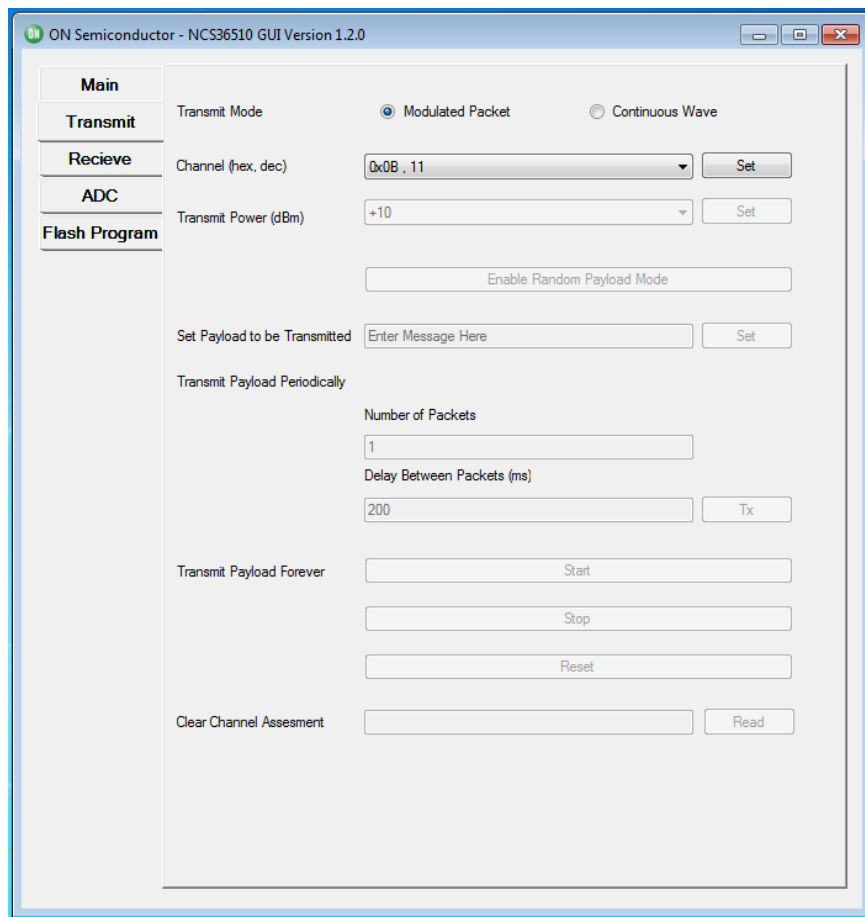 ON ON Semiconductor - NCS36510 GUI Version 1.2.0
Main
Transmit
Recieve
ADC
Flash Program
Transmit Mode Modulated Packet Continuous Wave
Channel (hex, dec) 0x0B , 11 Set
Transmit Power (dBm) +10 Set
Enable Random Payload Mode
Set Payload to be Transmitted Enter Message Here Set
Transmit Payload Periodically
Number of Packets
1
Delay Between Packets (ms)
200 Tx
Transmit Payload Forever Start
Stop
Reset
Clear Channel Assesment Read